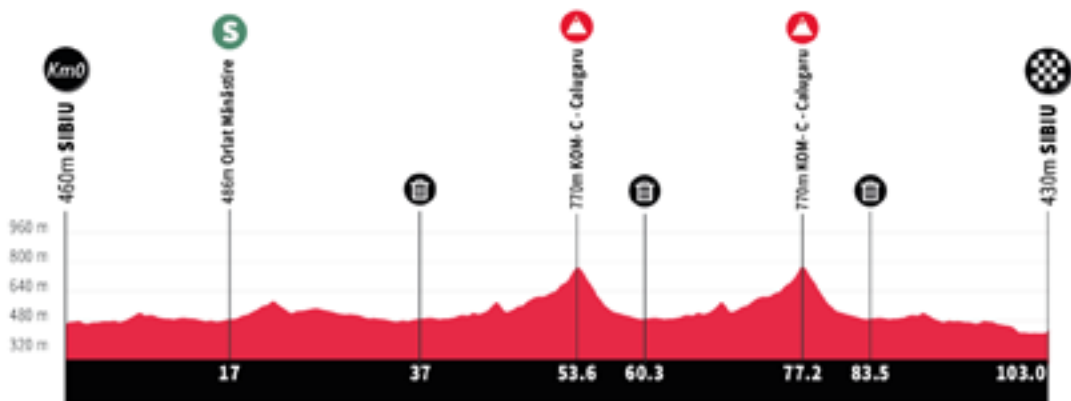 Km0
460m SIBIU
S
486m Orlat Mănăstire
770m KOM- C - Calugaru
770m KOM- C - Calugaru
430m SIBIU
960 m
800 m
640 m
480 m
320 m
17
37
53.6
60.3
77.2
83.5
103.0